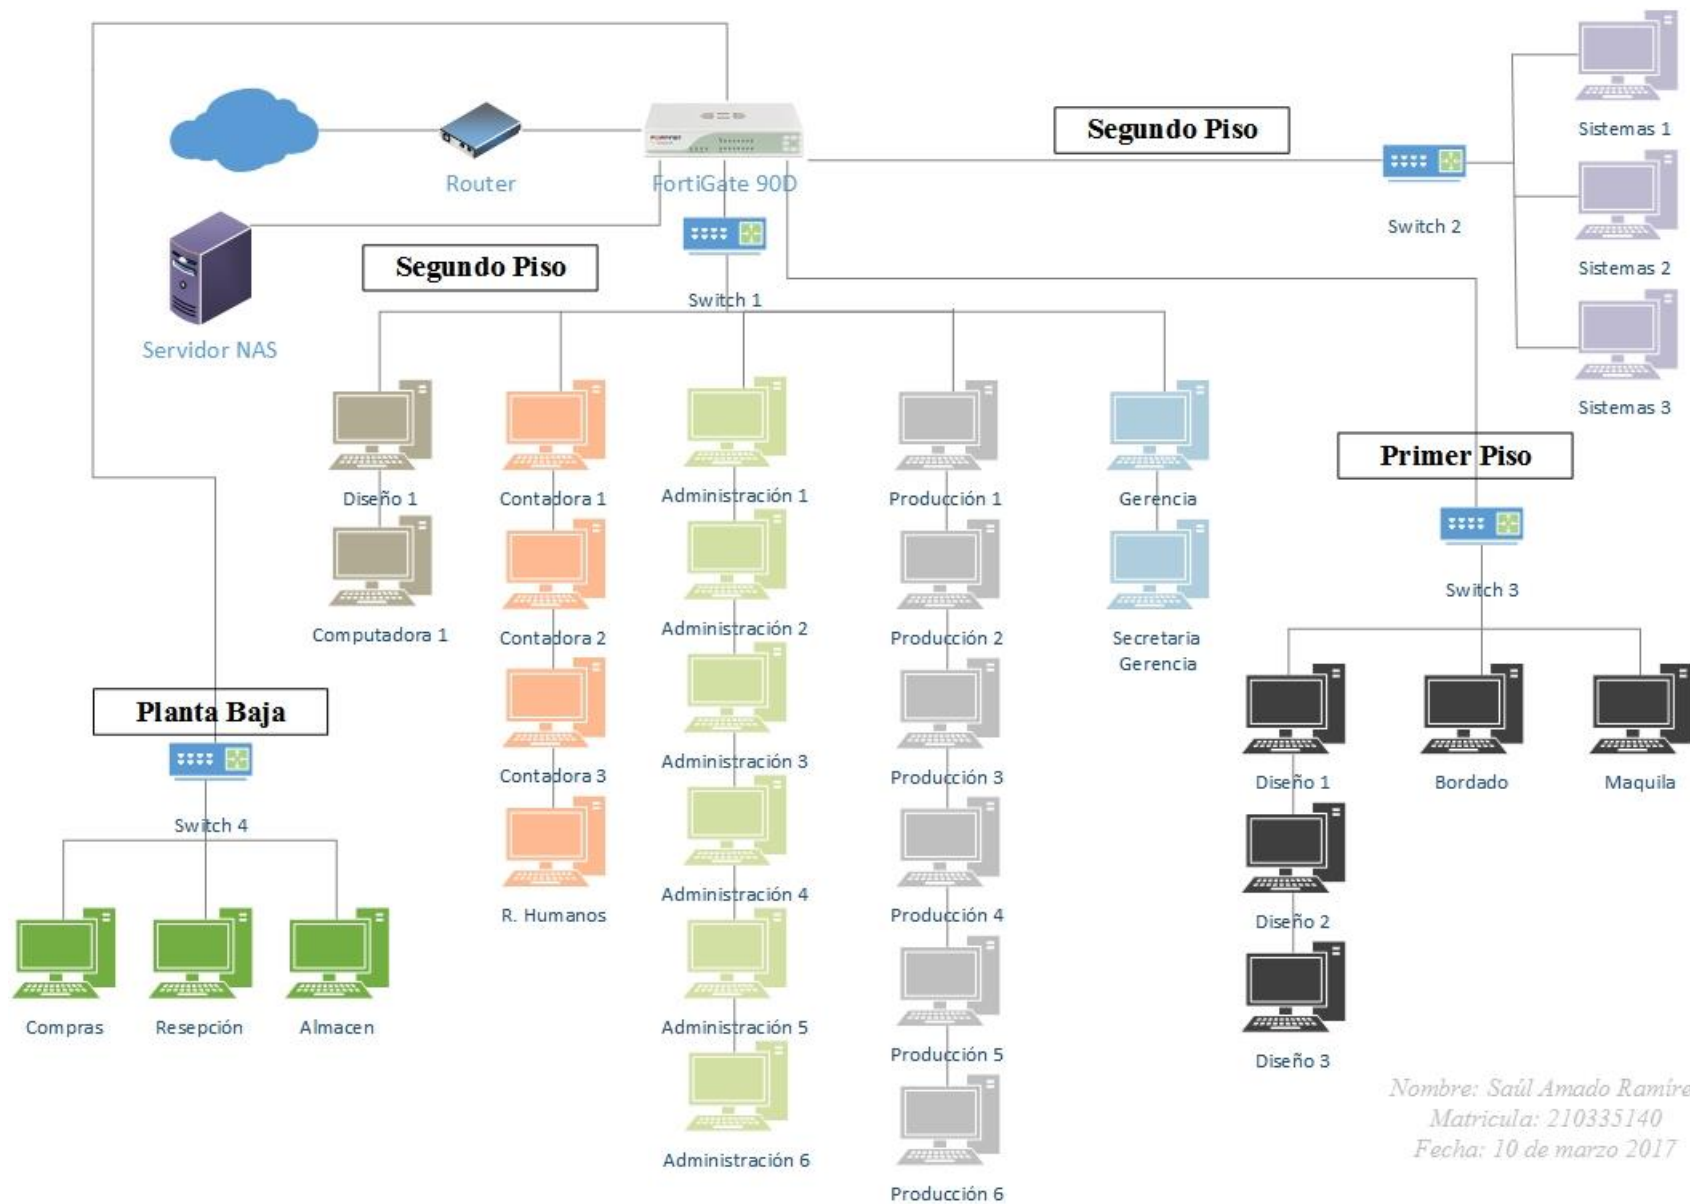 Segundo Piso
Sistemas 1
Router
FortiGate 90D
Switch 2
Segundo Piso
Sistemas 2
Switch 1
Servidor NAS
Sistemas 3
Primer Piso
Diseño 1
Contadora 1
Administración 1
Producción 1
Gerencia
Switch 3
Computadora 1
Contadora 2
Administración 2
Producción 2
Secretaria
Gerencia
Planta Baja
Contadora 3
Administración 3
Producción 3
Diseño 1
Bordado
Maquila
Switch 4
R. Humanos
Administración 4
Producción 4
Diseño 2
Compras
Resepción
Almacen
Administración 5
Producción 5
Diseño 3
Administración 6
Producción 6
Nombre: Saúl Amado Ramíre
Matricula: 210335140
Fecha: 10 de marzo 2017